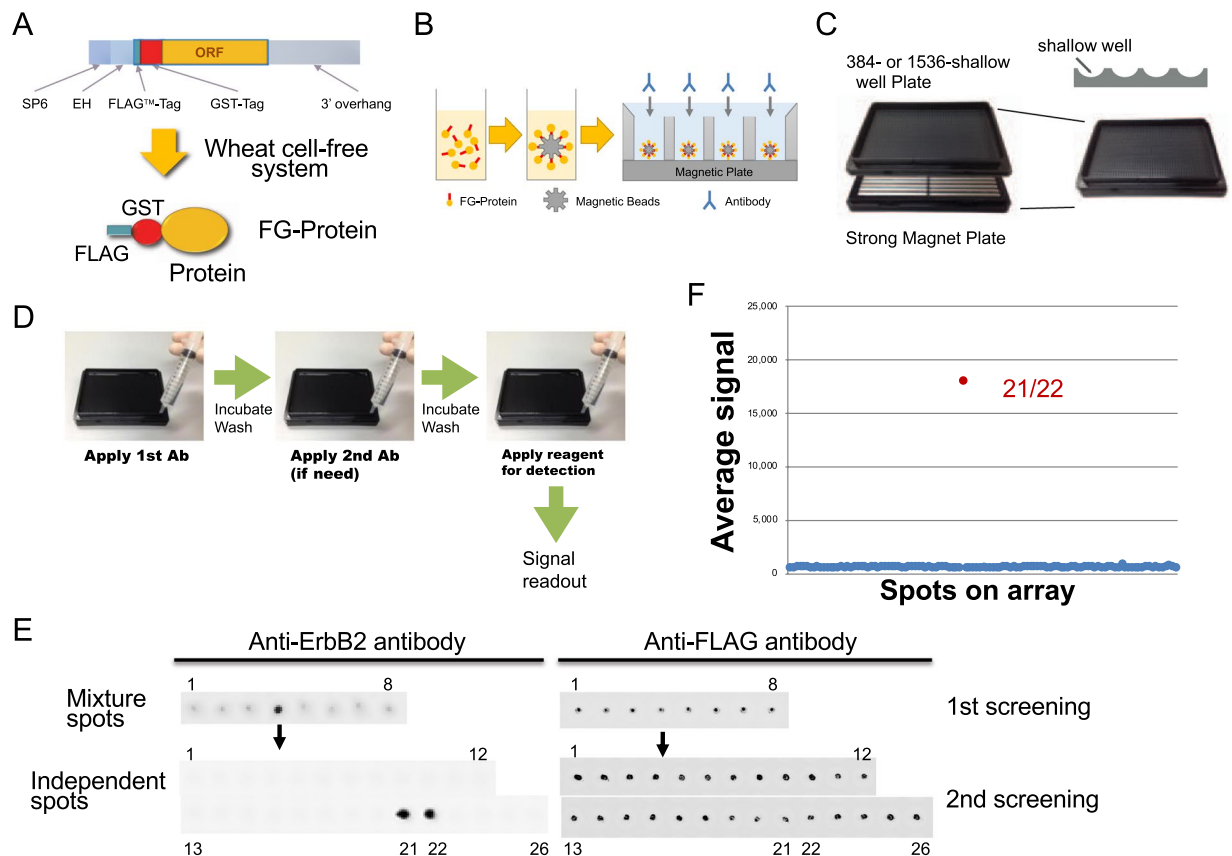 A
ORF
SP6
EH
FLAG™-Tag
GST-Tag
3' overhang
Wheat cell-free
system
GST
FLAG
Protein
FG-Protein
B
Magnetic Plate
FG-Protein
Magnetic Beads
Antibody
C
shallow well
384- or 1536-shallow
well Plate
Strong Magnet Plate
D
Incubate
Wash
Incubate
Wash
Apply 1st Ab
Apply 2nd Ab
(if need)
Apply reagent
for detection
Signal
readout
F
Average signal
25,000
20,000
15,000
10,000
5,000
0
21/22
Spots on array
E
Anti-ErbB2 antibody
Anti-FLAG antibody
Mixture
spots
1
8
1
8
1st screening
Independent
spots
1
12
1
12
2nd screening
13
21
22
26
13
21
22
26